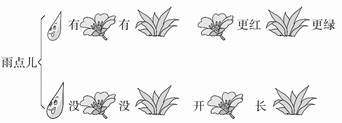 有 有 更红 更绿
雨点儿
没 没 开 长